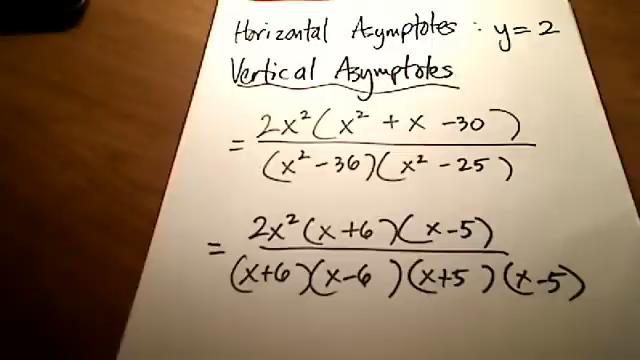 Horizontal Asymptotes : y = 2
Vertical Asymptotes
= 2x²(x² + x - 30) / (x² - 36)(x² - 25)
= 2x²(x+6)(x-5) / (x+6)(x-6)(x+5)(x-5)